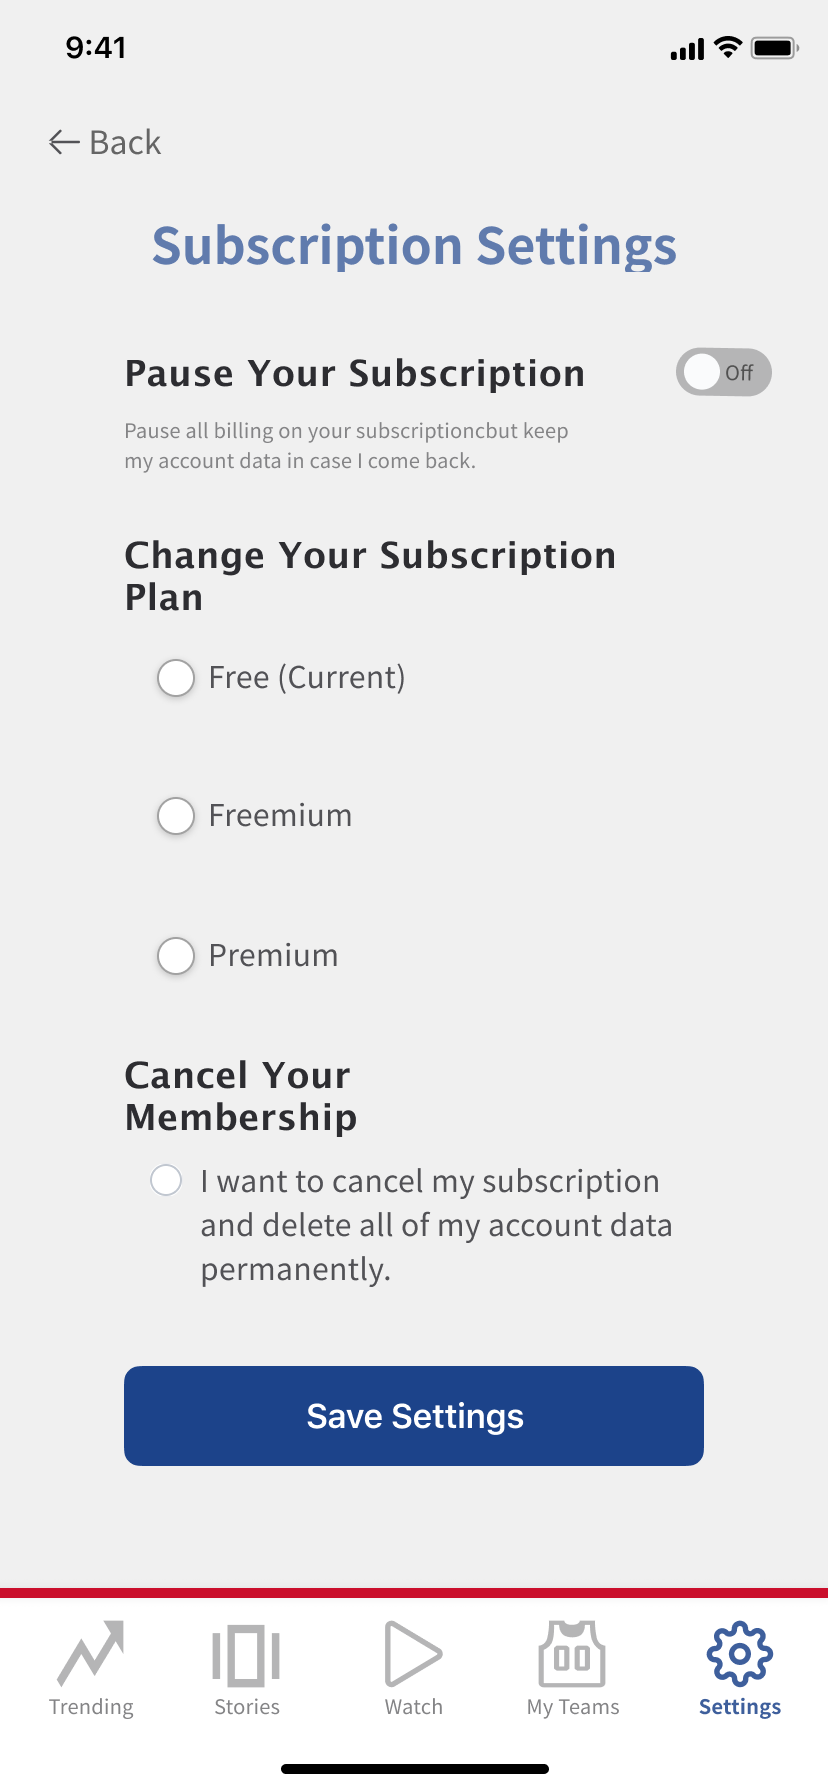 9:41
Back
Subscription Settings
Pause Your Subscription
Off
Pause all billing on your subscriptioncbut keep
my account data in case I come back.
Change Your Subscription
Plan
Free (Current)
Freemium
Premium
Cancel Your
Membership
I want to cancel my subscription
and delete all of my account data
permanently.
Save Settings
Trending
Stories
Watch
My Teams
Settings